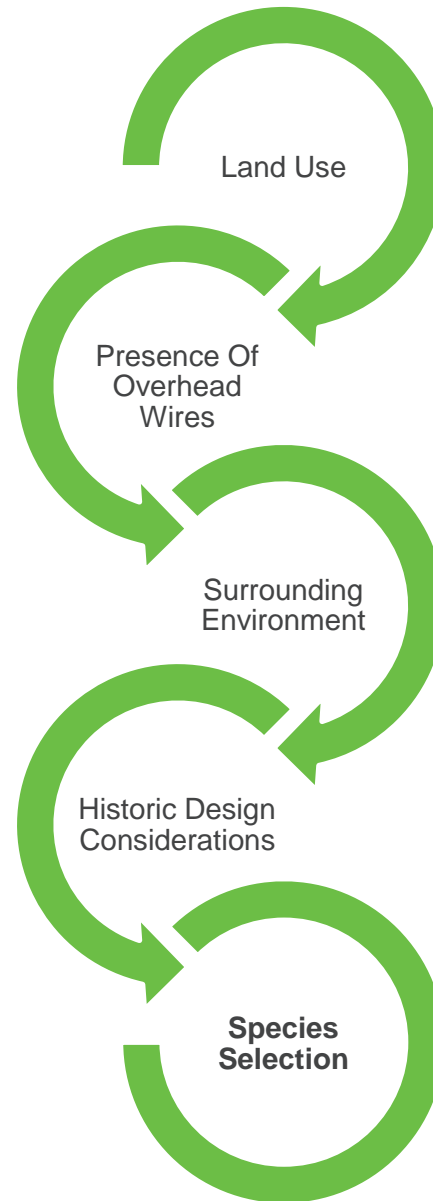 Land Use
Presence Of
Overhead
Wires
Surrounding
Environment
Historic Design
Considerations
Species
Selection